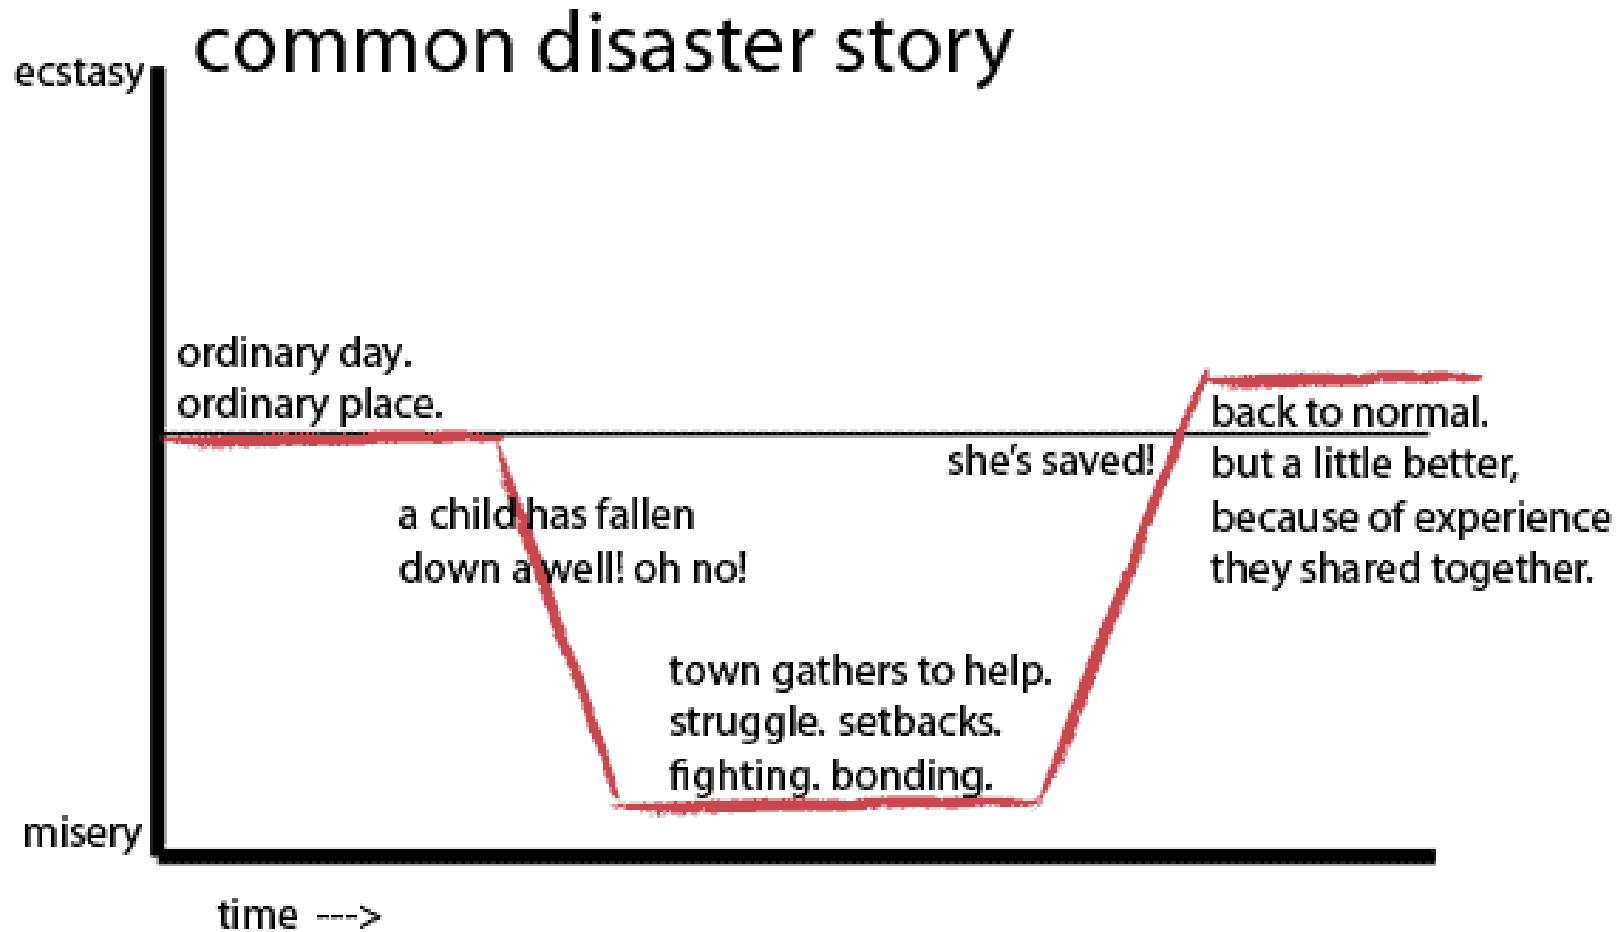 common disaster story
ecstasy
ordinary day.
ordinary place.
a child has fallen
down a well! oh no!
town gathers to help.
struggle. setbacks.
fighting. bonding.
she's saved!
back to normal.
but a little better,
because of experience
they shared together.
misery
time --->